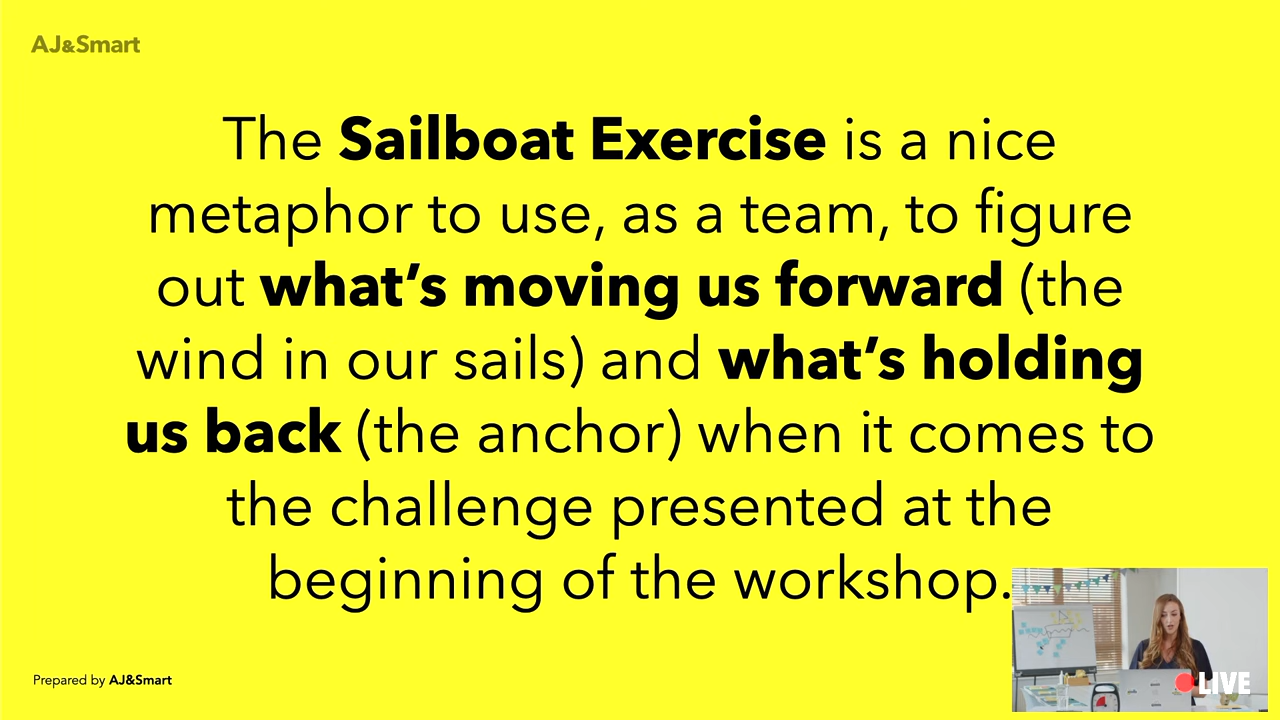 AJ&Smart
The Sailboat Exercise is a nice
metaphor to use, as a team, to figure
out what’s moving us forward (the
wind in our sails) and what’s holding
us back (the anchor) when it comes to
the challenge presented at the
beginning of the workshop.
Prepared by AJ&Smart
LIVE